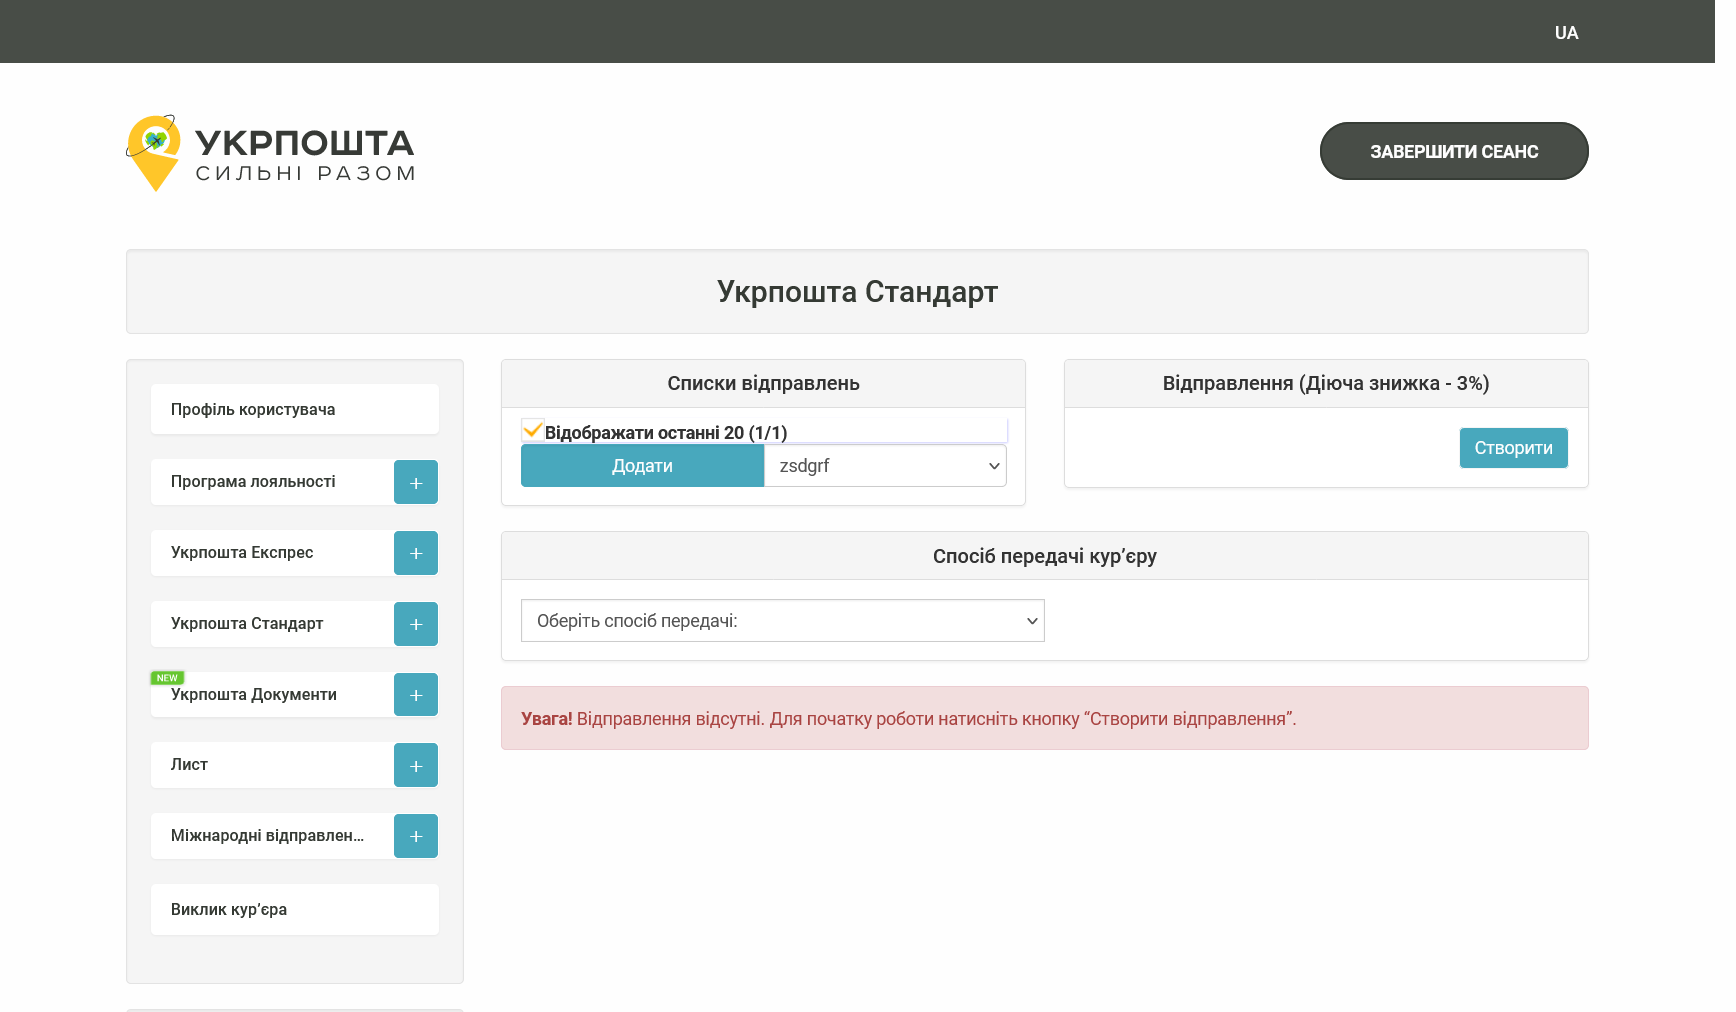 UA
УКРПОШТА
СИЛЬНІ РАЗОМ
ЗАВЕРШИТИ СЕАНС
Укрпошта Стандарт
Профіль користувача
Програма лояльності
+
Укрпошта Експрес
+
Укрпошта Стандарт
+
NEW
Укрпошта Документи
+
Лист
+
Міжнародні відправлен...
+
Виклик кур’єра
Списки відправлень
Відображати останні 20 (1/1)
Додати
zsdgrf
Відправлення (Діюча знижка - 3%)
Створити
Спосіб передачі кур’єру
Оберіть спосіб передачі:
Увага! Відправлення відсутні. Для початку роботи натисніть кнопку “Створити відправлення”.